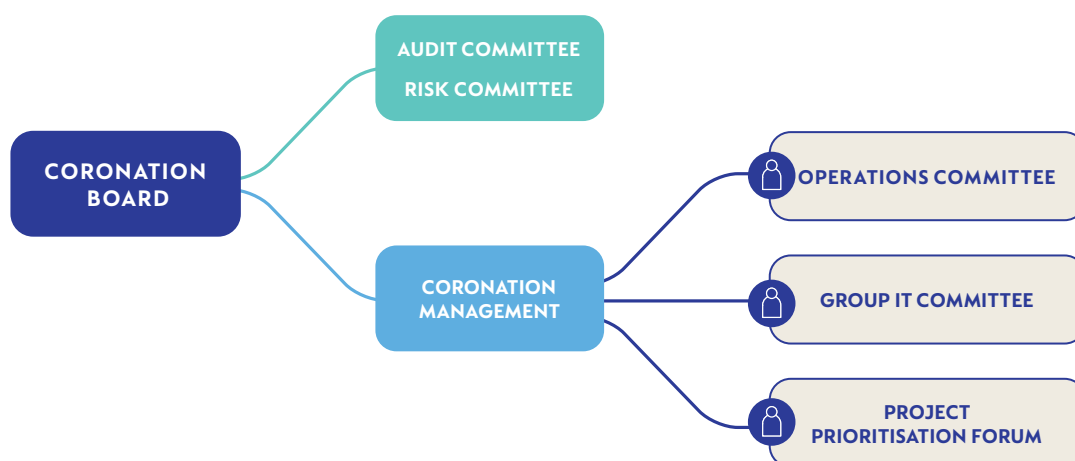 AUDIT COMMITTEE
RISK COMMITTEE
CORONATION
BOARD
OPERATIONS COMMITTEE
CORONATION
MANAGEMENT
GROUP IT COMMITTEE
PROJECT
PRIORITISATION FORUM